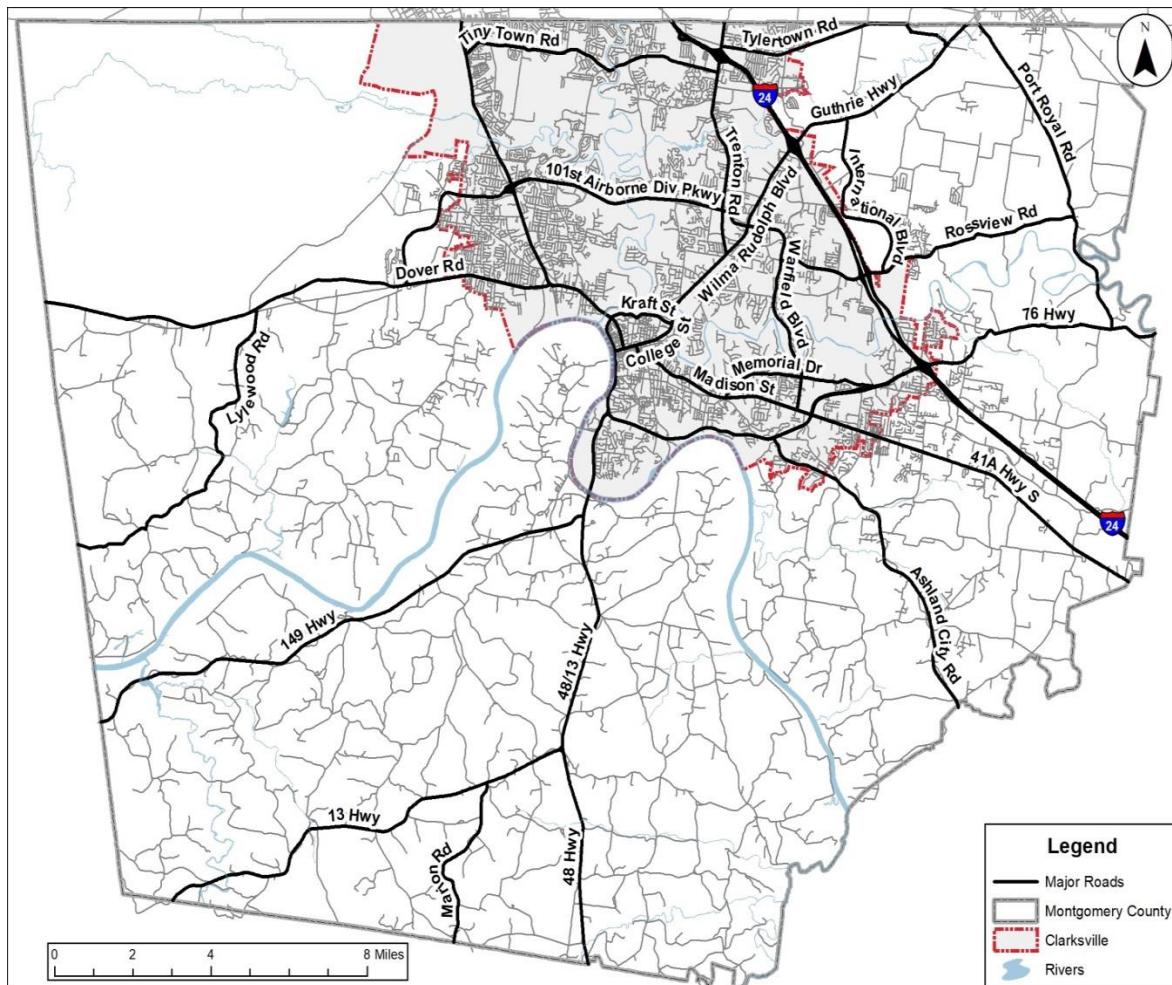 N
Tiny Town Rd
Tylertown Rd
24
Guthrie Hwy
Port Royal Rd
Trenton Rd
International Blvd
101st Airborne Div Pkwy
Wilma Rudolph Blvd
Rossview Rd
Warfield Blvd
Dover Rd
Kraft St
College St
76 Hwy
Lylewood Rd
Memorial Dr
Madison St
41A Hwy S
24
Ashland City Rd
149 Hwy
48/13 Hwy
13 Hwy
Marion Rd
48 Hwy
Legend
Major Roads
Montgomery County
Clarksville
Rivers
0 2 4 8 Miles